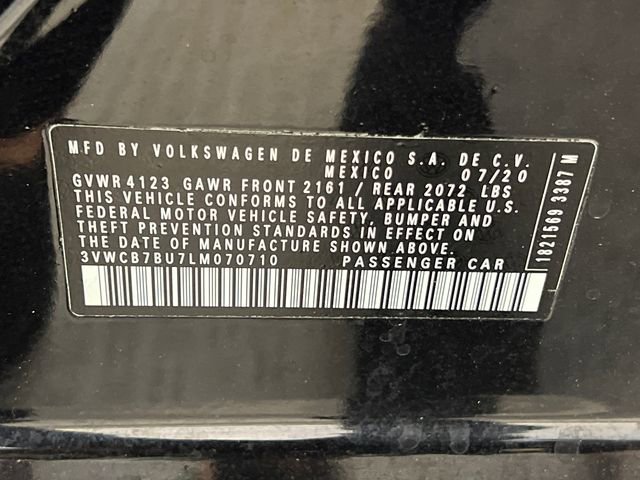 MFD BY VOLKSWAGEN DE MEXICO S.A. DE C.V.
MEXICO 07/20
GVWR 4123 GAWR FRONT 2161 / REAR 2072 LBS
THIS VEHICLE CONFORMS TO ALL APPLICABLE U.S.
FEDERAL MOTOR VEHICLE SAFETY, BUMPER AND
THEFT PREVENTION STANDARDS IN EFFECT ON
THE DATE OF MANUFACTURE SHOWN ABOVE.
3VWCB7BU7LM070710 PASSENGER CAR
1821569 3387 M